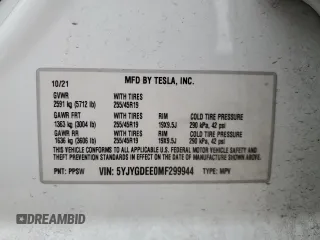 10/21 MFD BY TESLA, INC.
GVWR WITH TIRES
2591 kg (5712 lb) 255/45R19
GAWR FRT WITH TIRES RIM COLD TIRE PRESSURE
1363 kg (3004 lb) 255/45R19 19X9.5J 290 kPa, 42 psi
GAWR RR WITH TIRES RIM COLD TIRE PRESSURE
1636 kg (3606 lb) 255/45R19 19X9.5J 290 kPa, 42 psi
THIS VEHICLE CONFORMS TO ALL APPLICABLE FEDERAL
MOTOR VEHICLE SAFETY, BUMPER, AND THEFT
PREVENTION STANDARDS IN EFFECT ON THE DATE OF
MANUFACTURE SHOWN ABOVE.
PNT: PPSW VIN: 5YJYGDEE0MF299944 TYPE: MPV
DREAMBID
dreambid.com